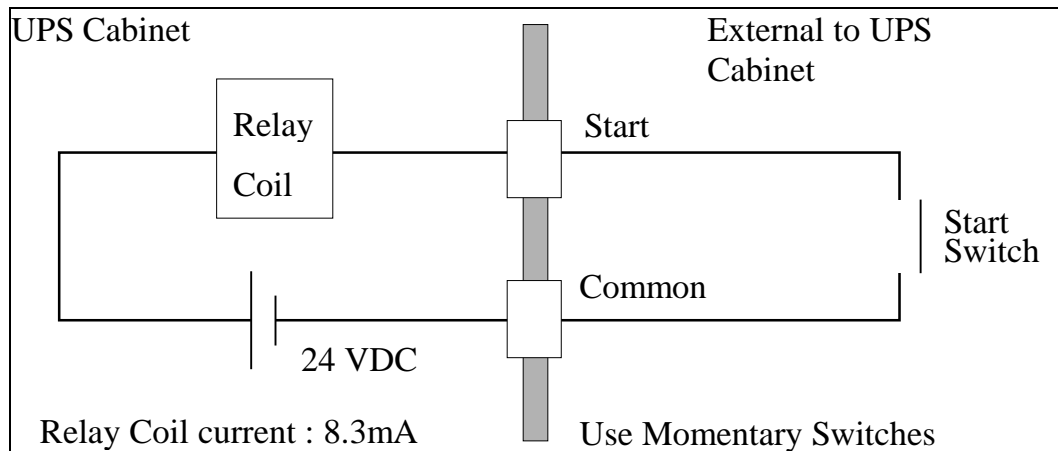 UPS Cabinet
External to UPS
Cabinet
Relay
Coil
Start
Start
Switch
Common
24 VDC
Relay Coil current : 8.3mA
Use Momentary Switches